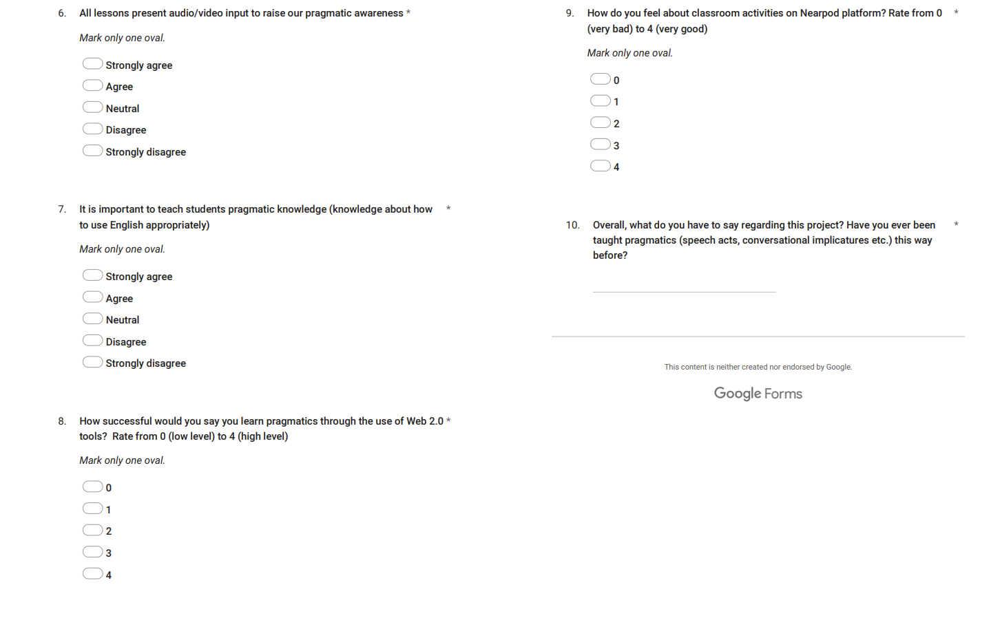 6. All lessons present audio/video input to raise our pragmatic awareness *
Mark only one oval.
Strongly agree
Agree
Neutral
Disagree
Strongly disagree
7. It is important to teach students pragmatic knowledge (knowledge about how *
to use English appropriately)
Mark only one oval.
Strongly agree
Agree
Neutral
Disagree
Strongly disagree
8. How successful would you say you learn pragmatics through the use of Web 2.0 *
tools? Rate from 0 (low level) to 4 (high level)
Mark only one oval.
0
1
2
3
4
9. How do you feel about classroom activities on Nearpod platform? Rate from 0 *
(very bad) to 4 (very good)
Mark only one oval.
0
1
2
3
4
10. Overall, what do you have to say regarding this project? Have you ever been *
taught pragmatics (speech acts, conversational implicatures etc.) this way
before?
This content is neither created nor endorsed by Google.
Google Forms